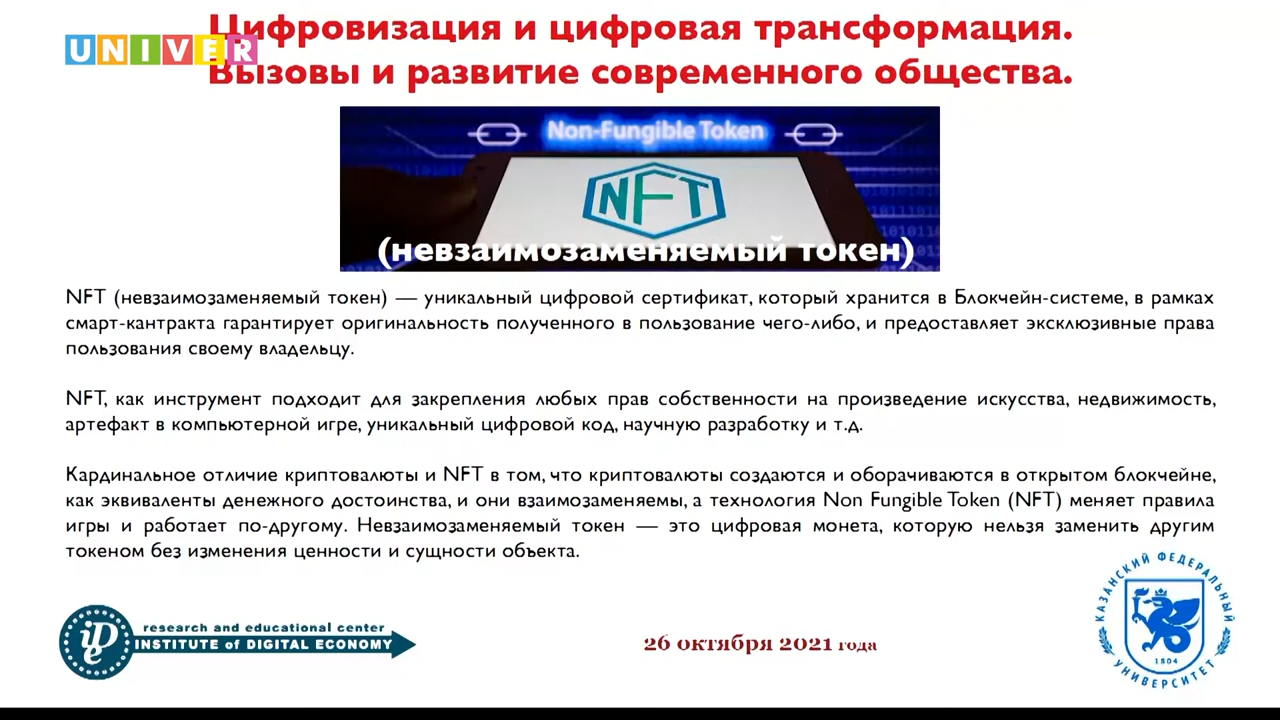 Цифровизация и цифровая трансформация.
UNIVER
Вызовы и развитие современного общества.
Non-Fungible Token
NFT
(невзаимозаменяемый токен)
NFT (невзаимозаменяемый токен) — уникальный цифровой сертификат, который хранится в Блокчейн-системе, в рамках
смарт-кантракта гарантирует оригинальность полученного в пользование чего-либо, и предоставляет эксклюзивные права
пользования своему владельцу.
NFT, как инструмент подходит для закрепления любых прав собственности на произведение искусства, недвижимость,
артефакт в компьютерной игре, уникальный цифровой код, научную разработку и т.д.
Кардинальное отличие криптовалюты и NFT в том, что криптовалюты создаются и оборачиваются в открытом блокчейне,
как эквиваленты денежного достоинства, и они взаимозаменяемы, а технология Non Fungible Token (NFT) меняет правила
игры и работает по-другому. Невзаимозаменяемый токен — это цифровая монета, которую нельзя заменить другим
токеном без изменения ценности и сущности объекта.
ide
research and educational center
INSTITUTE of DIGITAL ECONOMY
26 октября 2021 года
КАЗАНСКИЙ ФЕДЕРАЛЬНЫЙ
1804
УНИВЕРСИТЕТ